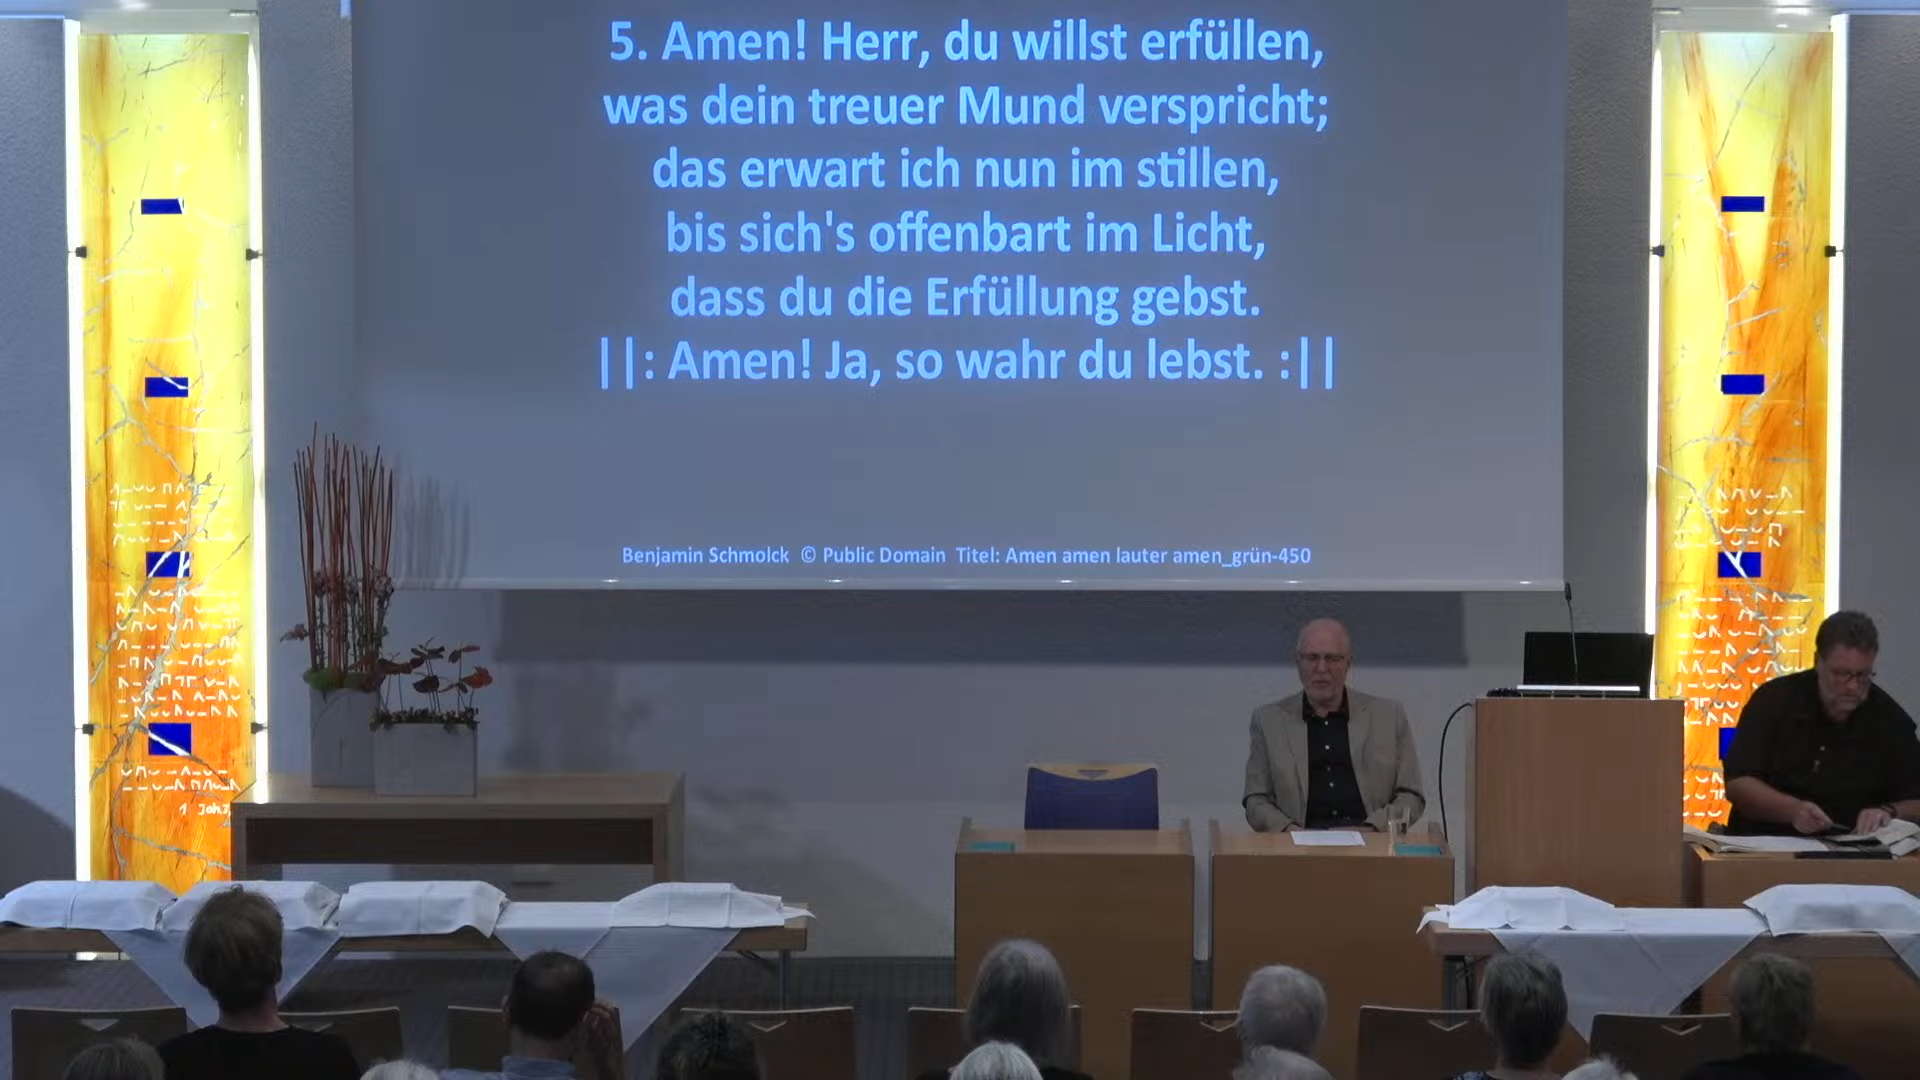 5. Amen! Herr, du willst erfüllen,
was dein treuer Mund verspricht;
das erwart ich nun im stillen,
bis sich's offenbart im Licht,
dass du die Erfüllung gebst.
||: Amen! Ja, so wahr du lebst. :||
Benjamin Schmolck © Public Domain Titel: Amen amen lauter amen_grün-450
1 Joh.